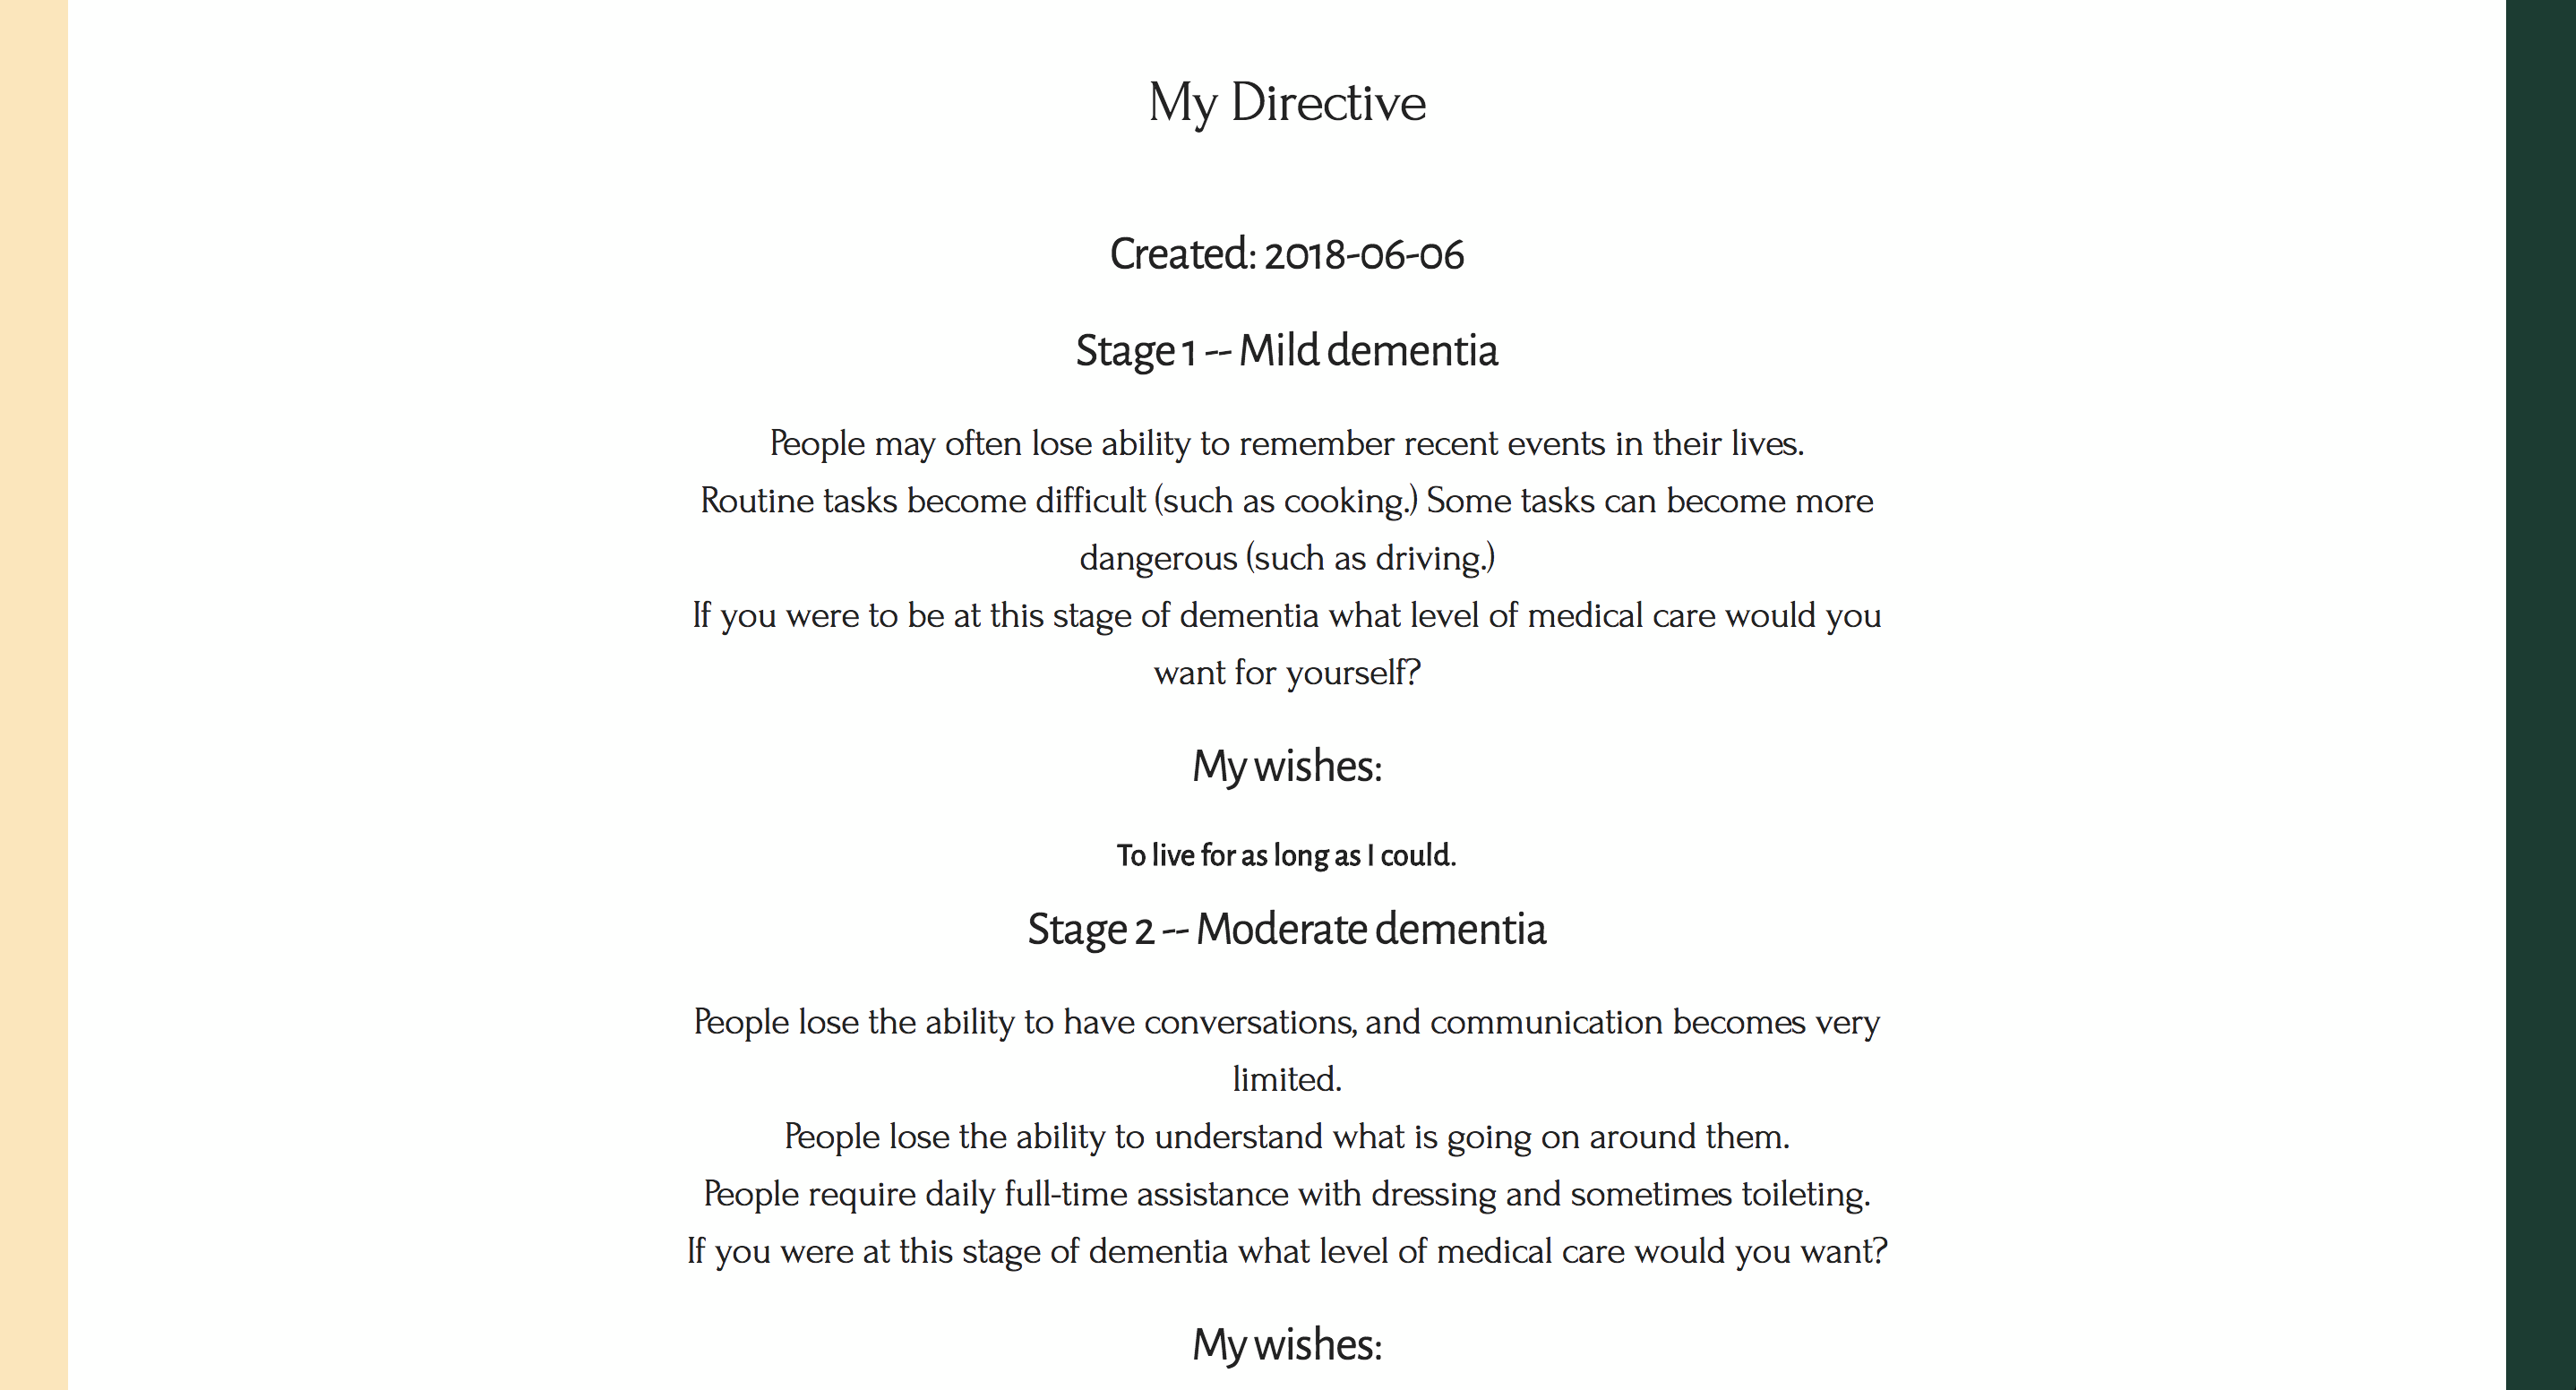 My Directive
Created: 2018-06-06
Stage 1 -- Mild dementia
People may often lose ability to remember recent events in their lives.
Routine tasks become difficult (such as cooking.) Some tasks can become more
dangerous (such as driving.)
If you were to be at this stage of dementia what level of medical care would you
want for yourself?
My wishes:
To live for as long as I could.
Stage 2 -- Moderate dementia
People lose the ability to have conversations, and communication becomes very
limited.
People lose the ability to understand what is going on around them.
People require daily full-time assistance with dressing and sometimes toileting.
If you were at this stage of dementia what level of medical care would you want?
My wishes: